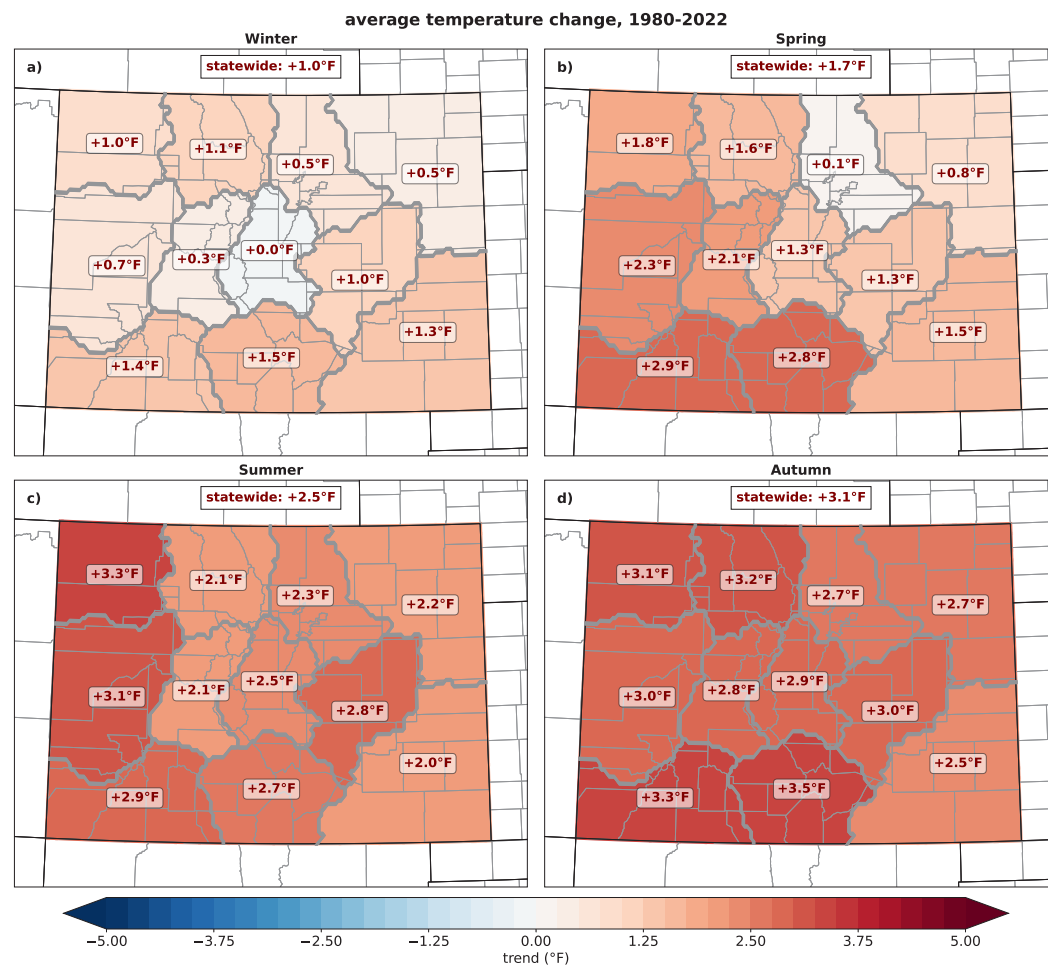 average temperature change, 1980-2022
Winter
a)
statewide: +1.0°F
+1.0°F
+1.1°F
+0.5°F
+0.5°F
+0.7°F
+0.3°F
+0.0°F
+1.0°F
+1.3°F
+1.4°F
+1.5°F
Spring
b)
statewide: +1.7°F
+1.8°F
+1.6°F
+0.1°F
+0.8°F
+2.3°F
+2.1°F
+1.3°F
+1.3°F
+1.5°F
+2.9°F
+2.8°F
Summer
c)
statewide: +2.5°F
+3.3°F
+2.1°F
+2.3°F
+2.2°F
+3.1°F
+2.1°F
+2.5°F
+2.8°F
+2.0°F
+2.9°F
+2.7°F
Autumn
d)
statewide: +3.1°F
+3.1°F
+3.2°F
+2.7°F
+2.7°F
+3.0°F
+2.8°F
+2.9°F
+3.0°F
+2.5°F
+3.3°F
+3.5°F
−5.00 −3.75 −2.50 −1.25 0.00 1.25 2.50 3.75 5.00
trend (°F)